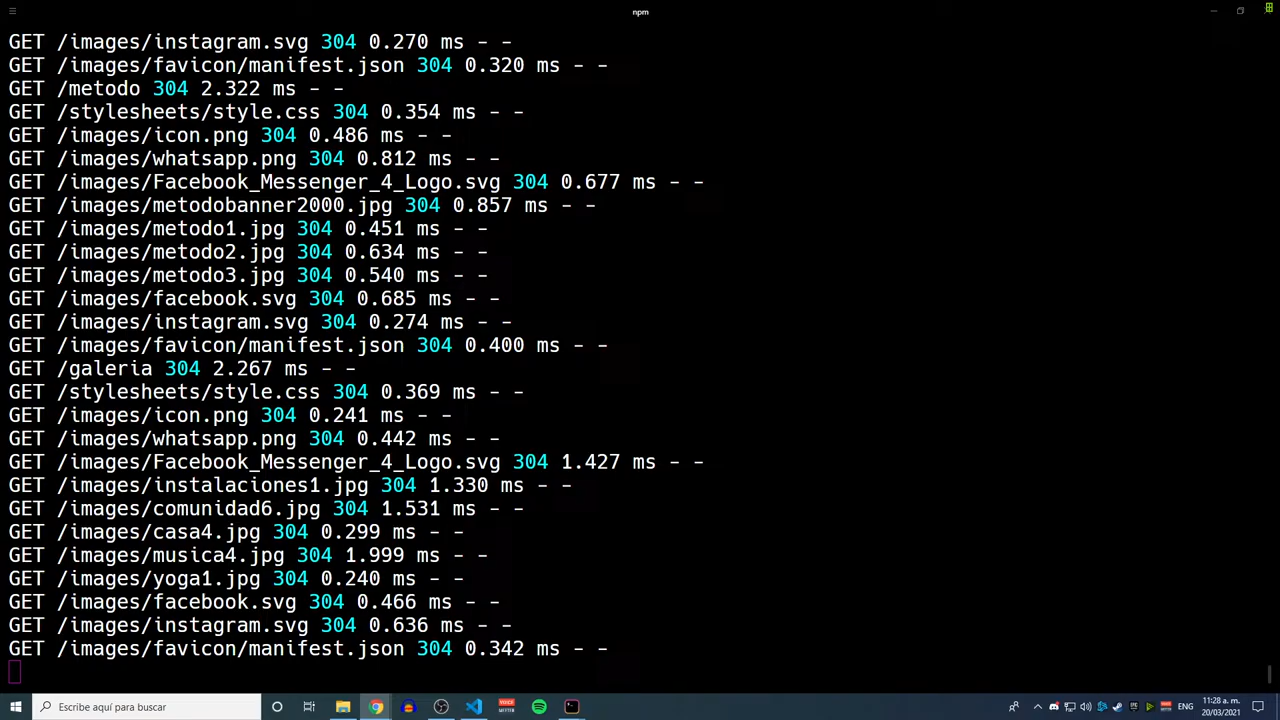 npm
GET /images/instagram.svg 304 0.270 ms - -
GET /images/favicon/manifest.json 304 0.320 ms - -
GET /metodo 304 2.322 ms - -
GET /stylesheets/style.css 304 0.354 ms - -
GET /images/icon.png 304 0.486 ms - -
GET /images/whatsapp.png 304 0.812 ms - -
GET /images/Facebook_Messenger_4_Logo.svg 304 0.677 ms - -
GET /images/metodobanner2000.jpg 304 0.857 ms - -
GET /images/metodo1.jpg 304 0.451 ms - -
GET /images/metodo2.jpg 304 0.634 ms - -
GET /images/metodo3.jpg 304 0.540 ms - -
GET /images/facebook.svg 304 0.685 ms - -
GET /images/instagram.svg 304 0.274 ms - -
GET /images/favicon/manifest.json 304 0.400 ms - -
GET /galeria 304 2.267 ms - -
GET /stylesheets/style.css 304 0.369 ms - -
GET /images/icon.png 304 0.241 ms - -
GET /images/whatsapp.png 304 0.442 ms - -
GET /images/Facebook_Messenger_4_Logo.svg 304 1.427 ms - -
GET /images/instalaciones1.jpg 304 1.330 ms - -
GET /images/comunidad6.jpg 304 1.531 ms - -
GET /images/casa4.jpg 304 0.299 ms - -
GET /images/musica4.jpg 304 1.999 ms - -
GET /images/yoga1.jpg 304 0.240 ms - -
GET /images/facebook.svg 304 0.466 ms - -
GET /images/instagram.svg 304 0.636 ms - -
GET /images/favicon/manifest.json 304 0.342 ms - -
Escribe aquí para buscar
ENG
11:28 a. m.
20/03/2021